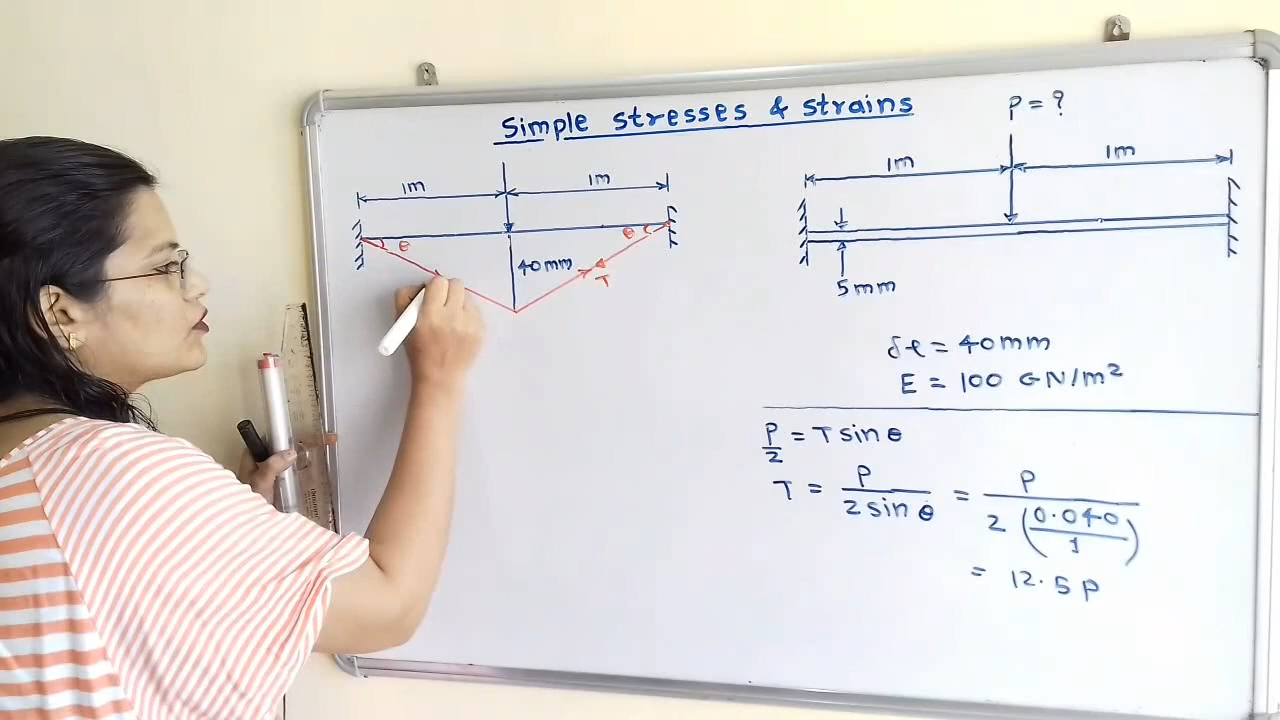 Simple stresses & strains
1m 1m
θ θ
40mm
T
P = ?
1m 1m
5mm
δl = 40mm
E = 100 GN/m²
P/2 = T sin θ
T = P/(2 sin θ) = P/(2 (0.040/1))
= 12.5 P